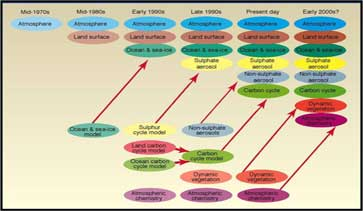 Mid-1970s Mid-1980s Early 1990s Late 1990s Present day Early 2000s?
Atmosphere Atmosphere Atmosphere Atmosphere Atmosphere Atmosphere
Land surface Land surface Land surface Land surface Land surface
Ocean & sea-ice Ocean & sea-ice Ocean & sea-ice Ocean & sea-ice
Sulphate
aerosol
Sulphate
aerosol
Sulphate
aerosol
Non-sulphate
aerosol
Non-sulphate
aerosol
Carbon cycle Carbon cycle
Dynamic
vegetation
Atmospheric
chemistry
Ocean & sea-ice
model
Sulphur
cycle model
Non-sulphate
aerosols
Land carbon
cycle model
Carbon
cycle model
Ocean carbon
cycle model
Dynamic
vegetation
Dynamic
vegetation
Atmospheric
chemistry
Atmospheric
chemistry
Atmospheric
chemistry